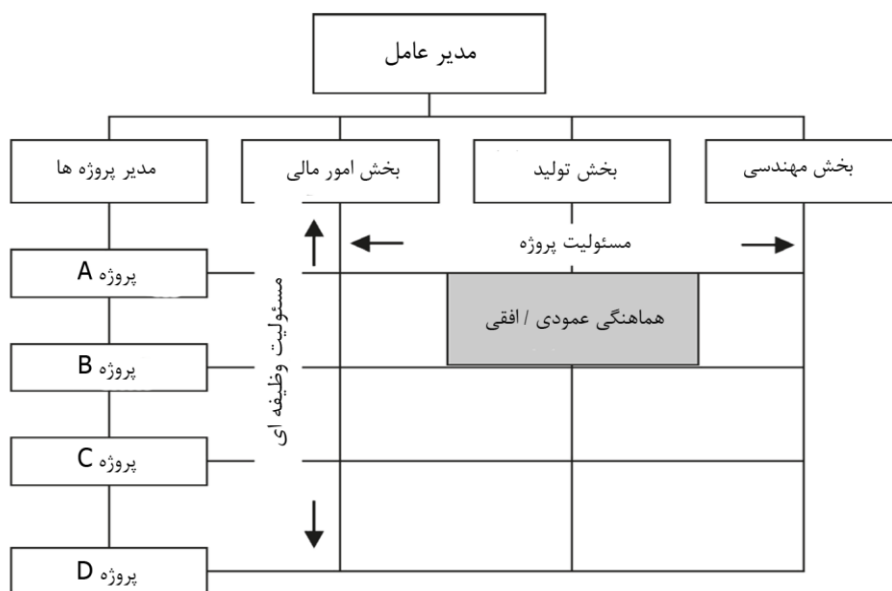 مدیر عامل
بخش مهندسی
بخش تولید
بخش امور مالی
مدیر پروژه ها
مسئولیت پروژه
مسئولیت وظیفه ای
هماهنگی عمودی / افقی
پروژه A
پروژه B
پروژه C
پروژه D